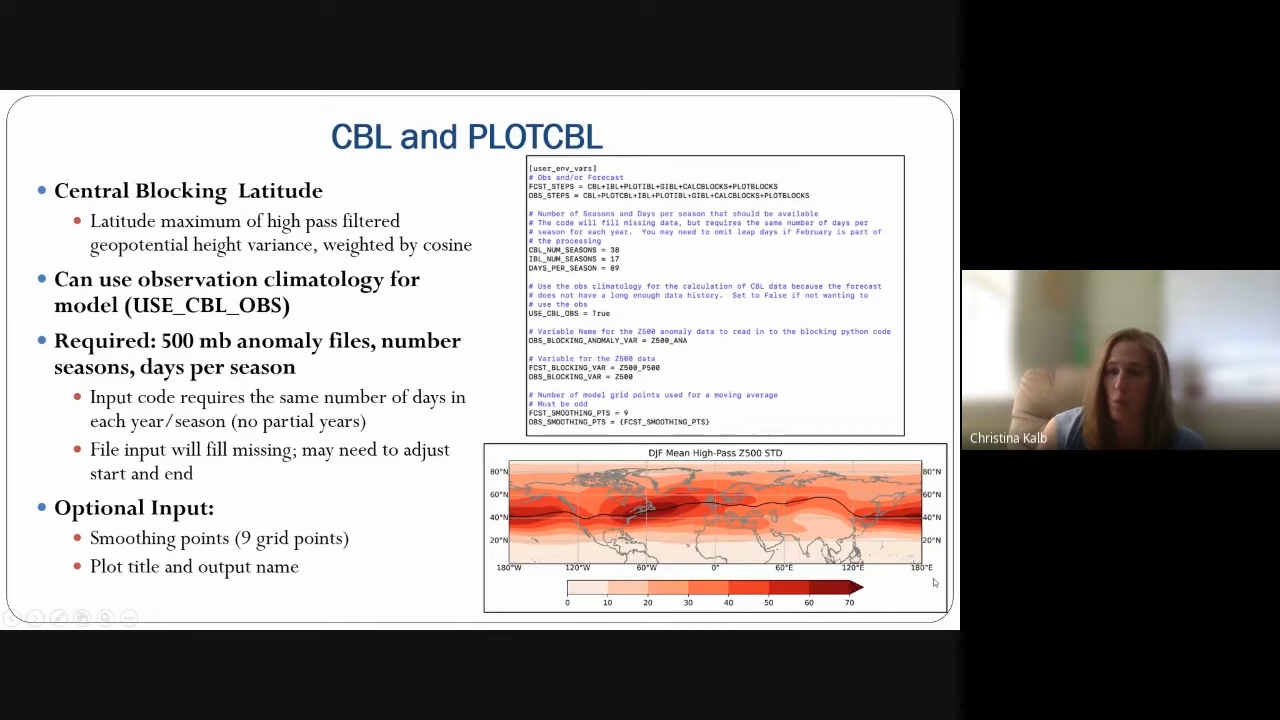 CBL and PLOTCBL
Central Blocking Latitude
Latitude maximum of high pass filtered
geopotential height variance, weighted by cosine
Can use observation climatology for
model (USE_CBL_OBS)
Required: 500 mb anomaly files, number
seasons, days per season
Input code requires the same number of days in
each year/season (no partial years)
File input will fill missing; may need to adjust
start and end
Optional Input:
Smoothing points (9 grid points)
Plot title and output name
[user_env_vars]
# Obs and/or Forecast
FCST_STEPS = CBL+IBL+PLOTIBL+GIBL+CALCBLOCKS+PLOTBLOCKS
OBS_STEPS = CBL+PLOTCBL+IBL+PLOTIBL+GIBL+CALCBLOCKS+PLOTBLOCKS
# Number of Seasons and Days per season that should be available
# The code will fill missing data, but requires the same number of days per
# season for each year. You may need to omit leap days if February is part of
# the processing
CBL_NUM_SEASONS = 38
IBL_NUM_SEASONS = 17
DAYS_PER_SEASON = 89
# Use the obs climatology for the calculation of CBL data because the forecast
# does not have a long enough data history. Set to False if not wanting to
# use the obs
USE_CBL_OBS = True
# Variable Name for the Z500 anomaly data to read in to the blocking python code
OBS_BLOCKING_ANOMALY_VAR = Z500_ANA
# Variable for the Z500 data
FCST_BLOCKING_VAR = Z500_P500
OBS_BLOCKING_VAR = Z500
# Number of model grid points used for a moving average
# Must be odd
FCST_SMOOTHING_PTS = 9
OBS_SMOOTHING_PTS = {FCST_SMOOTHING_PTS}
DJF Mean High-Pass Z500 STD
80°N 80°N
60°N 60°N
40°N 40°N
20°N 20°N
180°W 120°W 60°W 0° 60°E 120°E 180°E
0 10 20 30 40 50 60 70
Christina Kalb